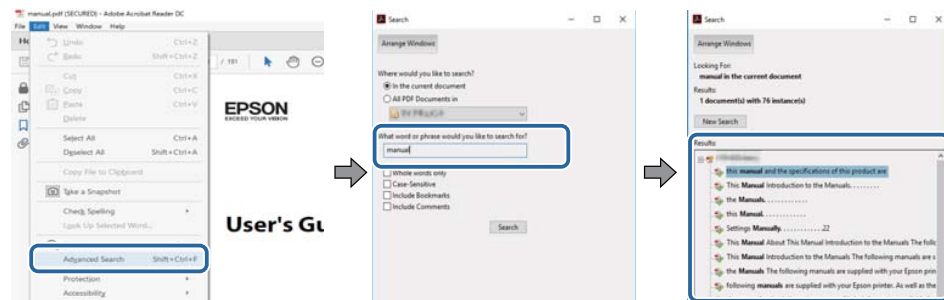 manual.pdf (SECURED) - Adobe Acrobat Reader DC
File Edit View Window Help
Undo Ctrl+Z
Redo Shift+Ctrl+Z
Cut Ctrl+X
Copy Ctrl+C
Paste Ctrl+V
Delete
Select All Ctrl+A
Deselect All Shift+Ctrl+A
Copy File to Clipboard
Take a Snapshot
Check Spelling
Look Up Selected Word...
Advanced Search Shift+Ctrl+F
Protection
Accessibility
/ 191
EPSON
EXCEED YOUR VISION
User's Gu
Search
Arrange Windows
Where would you like to search?
In the current document
All PDF Documents in
What word or phrase would you like to search for?
manual
Whole words only
Case-Sensitive
Include Bookmarks
Include Comments
Search
Search
Arrange Windows
Looking For:
manual in the current document
Results:
1 document(s) with 76 instance(s)
New Search
Results:
this manual and the specifications of this product are
This Manual Introduction to the Manuals. . . . . . . . .
the Manuals. . . . . . . . . . . . .
this Manual. . . . . . . . . . . . .
Settings Manually. . . . . . . . . . . .22
This Manual About This Manual Introduction to the Manuals The follo
This Manual Introduction to the Manuals The following manuals are s
the Manuals The following manuals are supplied with your Epson prin
following manuals are supplied with your Epson printer. As well as the